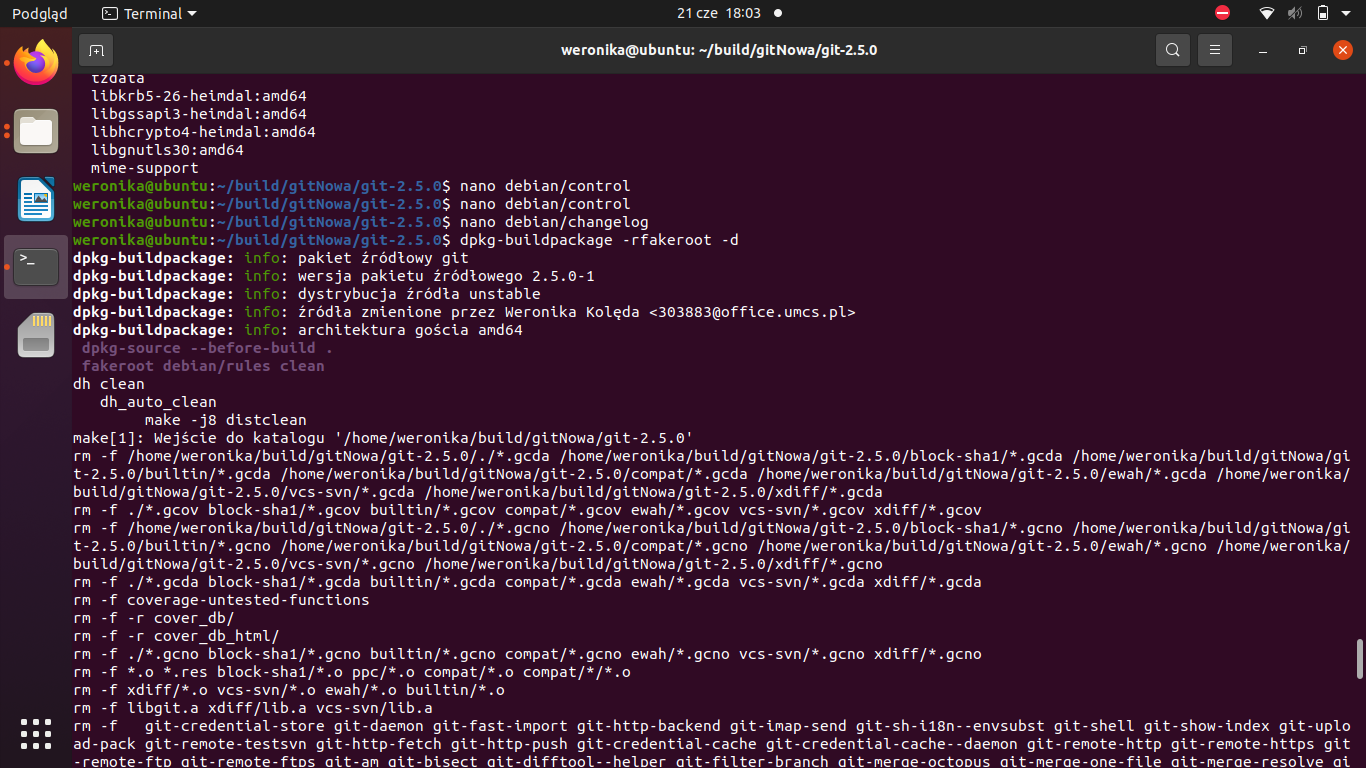 Podgląd
Terminal
21 cze 18:03
weronika@ubuntu: ~/build/gitNowa/git-2.5.0
tzdata
libkrb5-26-heimdal:amd64
libgssapi3-heimdal:amd64
libhcrypto4-heimdal:amd64
libgnutls30:amd64
mime-support
weronika@ubuntu:~/build/gitNowa/git-2.5.0$ nano debian/control
weronika@ubuntu:~/build/gitNowa/git-2.5.0$ nano debian/control
weronika@ubuntu:~/build/gitNowa/git-2.5.0$ nano debian/changelog
weronika@ubuntu:~/build/gitNowa/git-2.5.0$ dpkg-buildpackage -rfakeroot -d
dpkg-buildpackage: info: pakiet źródłowy git
dpkg-buildpackage: info: wersja pakietu źródłowego 2.5.0-1
dpkg-buildpackage: info: dystrybucja źródła unstable
dpkg-buildpackage: info: źródła zmienione przez Weronika Kolęda <303883@office.umcs.pl>
dpkg-buildpackage: info: architektura gościa amd64
dpkg-source --before-build .
fakeroot debian/rules clean
dh clean
dh_auto_clean
make -j8 distclean
make[1]: Wejście do katalogu '/home/weronika/build/gitNowa/git-2.5.0'
rm -f /home/weronika/build/gitNowa/git-2.5.0/./*.gcda /home/weronika/build/gitNowa/git-2.5.0/block-sha1/*.gcda /home/weronika/build/gitNowa/gi
t-2.5.0/builtin/*.gcda /home/weronika/build/gitNowa/git-2.5.0/compat/*.gcda /home/weronika/build/gitNowa/git-2.5.0/ewah/*.gcda /home/weronika/
build/gitNowa/git-2.5.0/vcs-svn/*.gcda /home/weronika/build/gitNowa/git-2.5.0/xdiff/*.gcda
rm -f ./*.gcov block-sha1/*.gcov builtin/*.gcov compat/*.gcov ewah/*.gcov vcs-svn/*.gcov xdiff/*.gcov
rm -f /home/weronika/build/gitNowa/git-2.5.0/./*.gcno /home/weronika/build/gitNowa/git-2.5.0/block-sha1/*.gcno /home/weronika/build/gitNowa/gi
t-2.5.0/builtin/*.gcno /home/weronika/build/gitNowa/git-2.5.0/compat/*.gcno /home/weronika/build/gitNowa/git-2.5.0/ewah/*.gcno /home/weronika/
build/gitNowa/git-2.5.0/vcs-svn/*.gcno /home/weronika/build/gitNowa/git-2.5.0/xdiff/*.gcno
rm -f ./*.gcda block-sha1/*.gcda builtin/*.gcda compat/*.gcda ewah/*.gcda vcs-svn/*.gcda xdiff/*.gcda
rm -f coverage-untested-functions
rm -f -r cover_db/
rm -f -r cover_db_html/
rm -f ./*.gcno block-sha1/*.gcno builtin/*.gcno compat/*.gcno ewah/*.gcno vcs-svn/*.gcno xdiff/*.gcno
rm -f *.o *.res block-sha1/*.o ppc/*.o compat/*.o compat/*/*.o
rm -f xdiff/*.o vcs-svn/*.o ewah/*.o builtin/*.o
rm -f libgit.a xdiff/lib.a vcs-svn/lib.a
rm -f   git-credential-store git-daemon git-fast-import git-http-backend git-imap-send git-sh-i18n--envsubst git-shell git-show-index git-uplo
ad-pack git-remote-testsvn git-http-fetch git-http-push git-credential-cache git-credential-cache--daemon git-remote-http git-remote-https git
-remote-ftp git-remote-ftps git-am git-bisect git-difftool--helper git-filter-branch git-merge-octopus git-merge-one-file git-merge-resolve gi